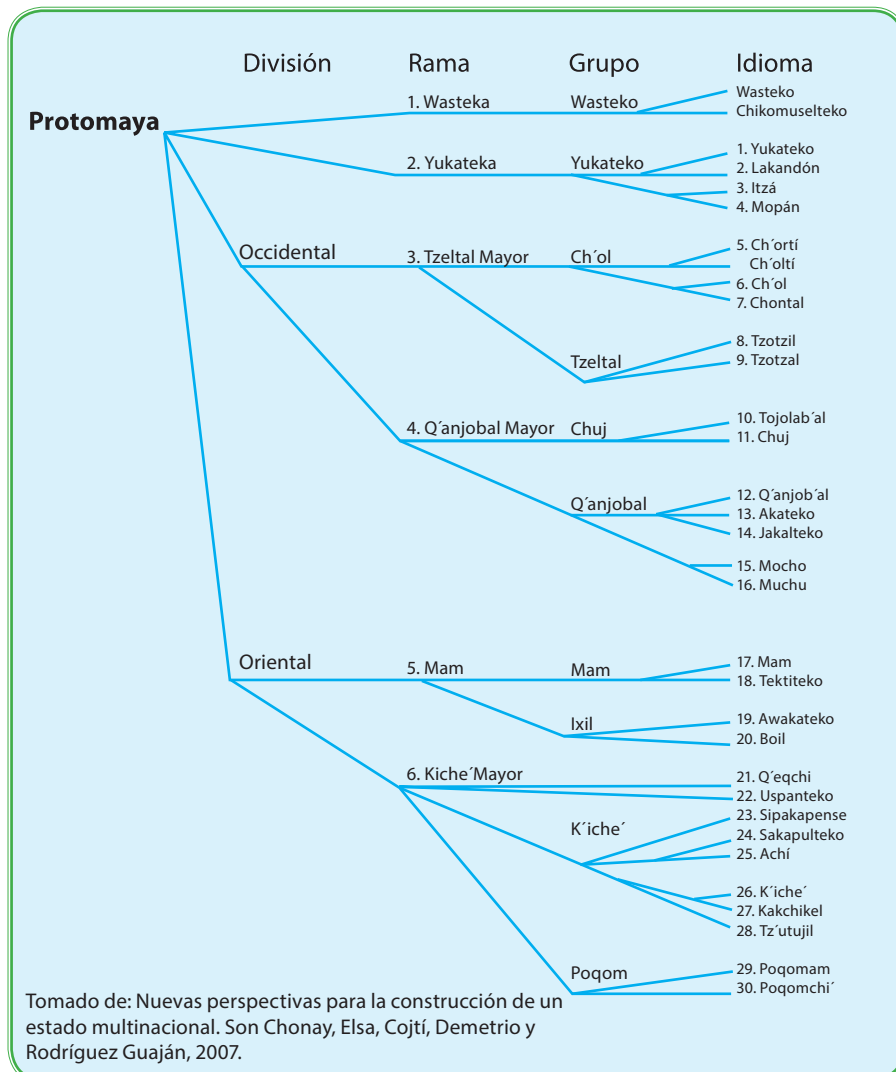 División Rama Grupo Idioma
Protomaya
1. Wasteka Wasteko Wasteko
Chikomuselteko
2. Yukateka Yukateko 1. Yukateko
2. Lakandón
3. Itzá
4. Mopán
Occidental 3. Tzeltal Mayor Ch´ol 5. Ch´ortí
Ch´oltí
6. Ch´ol
7. Chontal
Tzeltal 8. Tzotzil
9. Tzotzal
4. Q´anjobal Mayor Chuj 10. Tojolab´al
11. Chuj
Q´anjobal 12. Q´anjob´al
13. Akateko
14. Jakalteko
15. Mocho
16. Muchu
Oriental 5. Mam Mam 17. Mam
18. Tektiteko
Ixil 19. Awakateko
20. Boil
6. Kiche´Mayor 21. Q´eqchi
22. Uspanteko
K´iche´ 23. Sipakapense
24. Sakapulteko
25. Achí
26. K´iche´
27. Kakchikel
28. Tz´utujil
Poqom 29. Poqomam
30. Poqomchi´
Tomado de: Nuevas perspectivas para la construcción de un
estado multinacional. Son Chonay, Elsa, Cojtí, Demetrio y
Rodríguez Guaján, 2007.